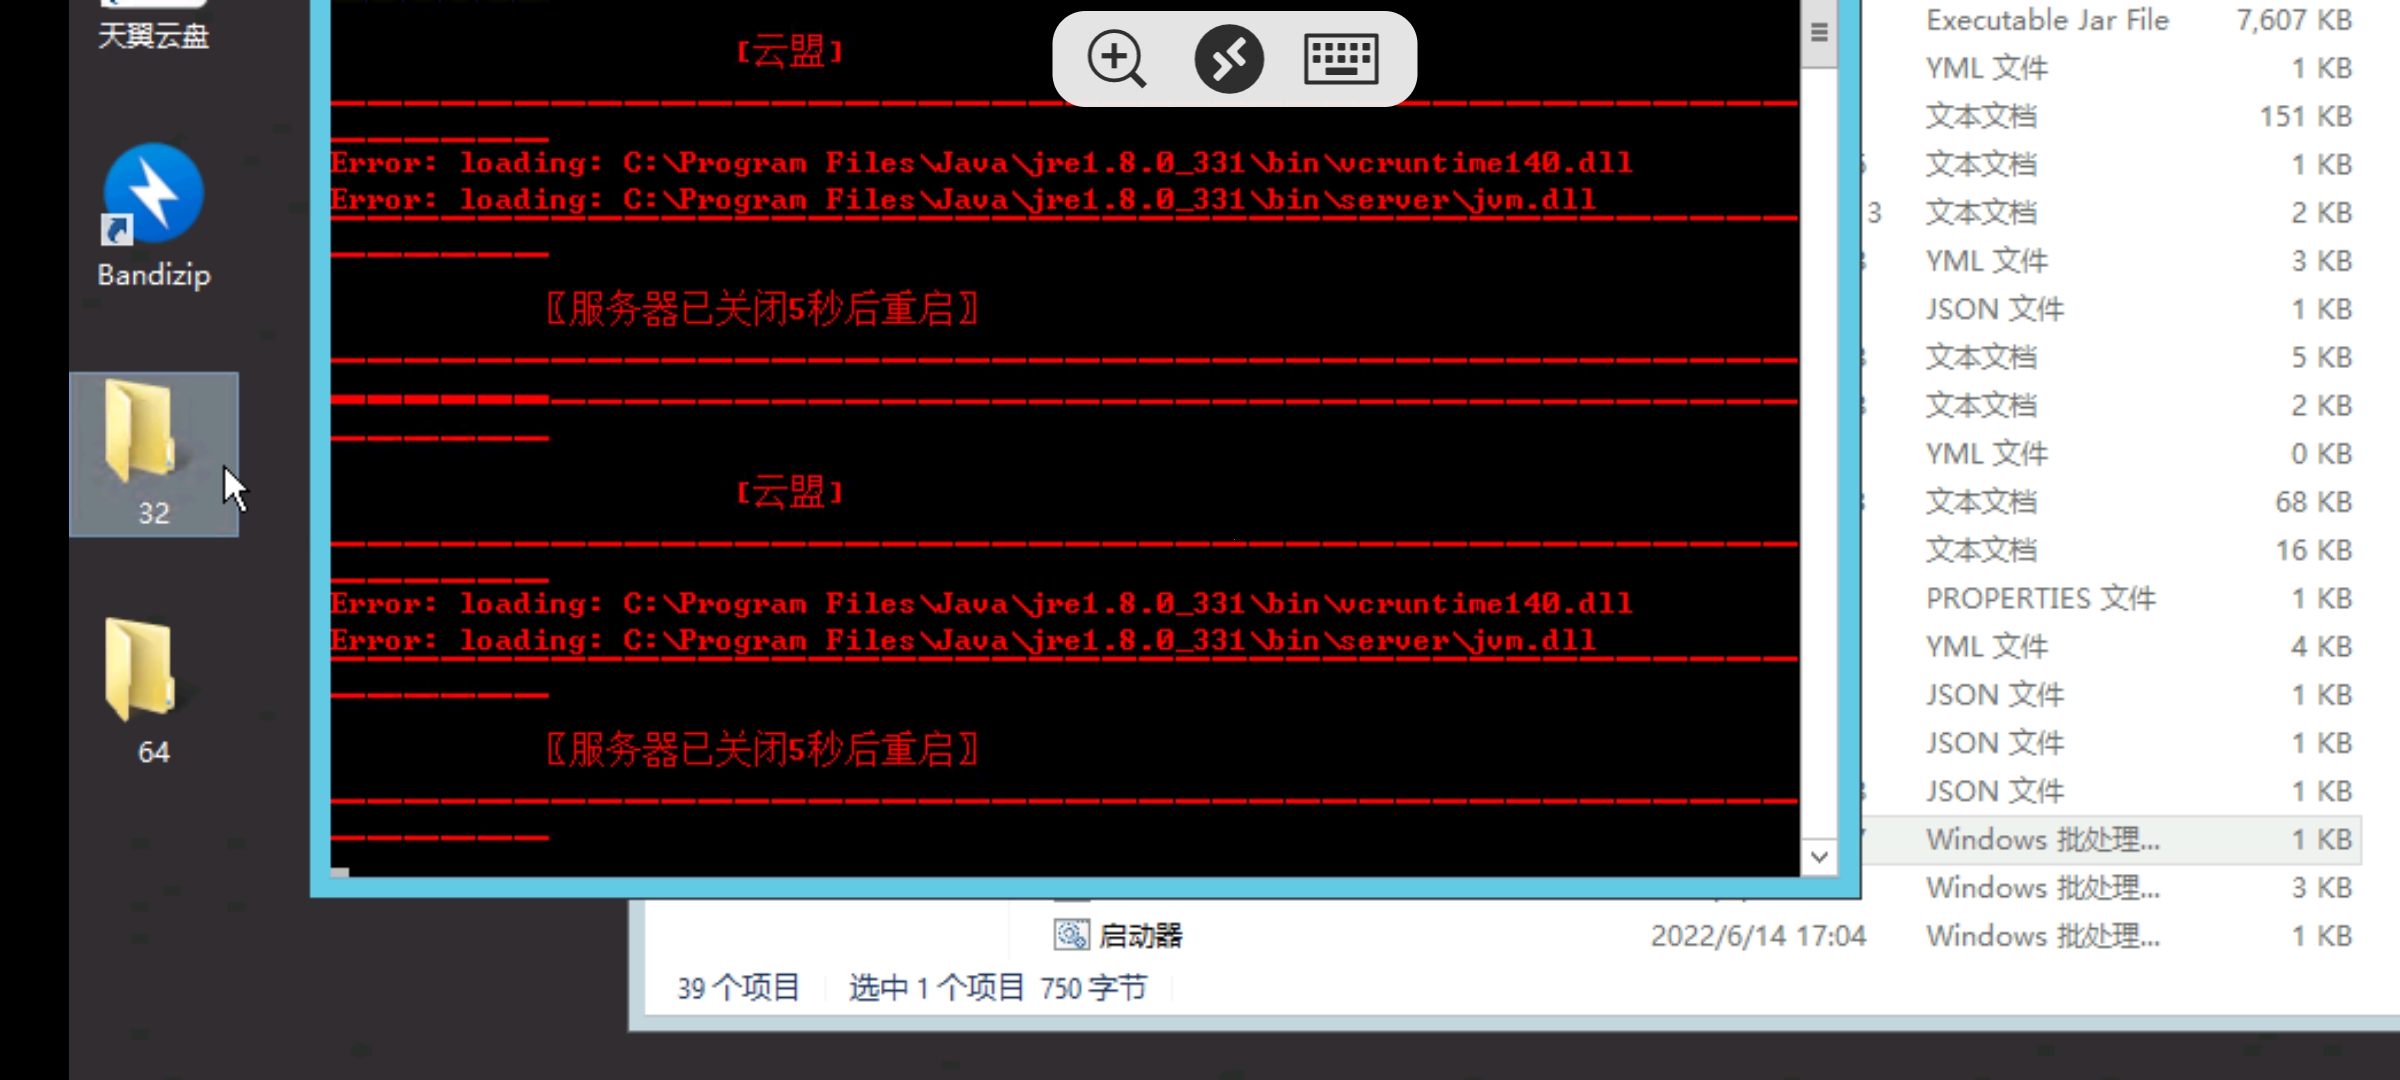 天翼云盘
Bandizip
32
64
[云盟]
Error: loading: C:\Program Files\Java\jre1.8.0_331\bin\vcruntime140.dll
Error: loading: C:\Program Files\Java\jre1.8.0_331\bin\server\jvm.dll
〖服务器已关闭5秒后重启〗
[云盟]
Error: loading: C:\Program Files\Java\jre1.8.0_331\bin\vcruntime140.dll
Error: loading: C:\Program Files\Java\jre1.8.0_331\bin\server\jvm.dll
〖服务器已关闭5秒后重启〗
Executable Jar File 7,607 KB
YML 文件 1 KB
文本文档 151 KB
文本文档 1 KB
3 文本文档 2 KB
YML 文件 3 KB
JSON 文件 1 KB
文本文档 5 KB
文本文档 2 KB
YML 文件 0 KB
文本文档 68 KB
文本文档 16 KB
PROPERTIES 文件 1 KB
YML 文件 4 KB
JSON 文件 1 KB
JSON 文件 1 KB
JSON 文件 1 KB
Windows 批处理... 1 KB
Windows 批处理... 3 KB
启动器 2022/6/14 17:04 Windows 批处理... 1 KB
39 个项目 选中 1 个项目 750 字节